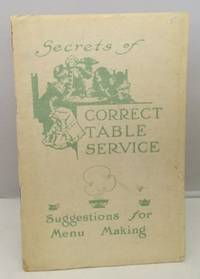 Secrets of
CORRECT
TABLE
SERVICE
Suggestions for
Menu Making